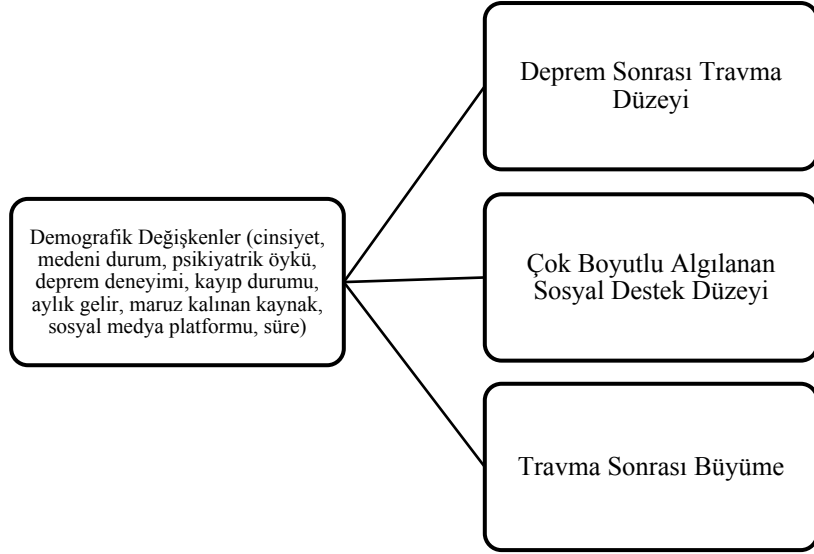 Deprem Sonrası Travma
Düzeyi
Demografik Değişkenler (cinsiyet,
medeni durum, psikiyatrik öykü,
deprem deneyimi, kayıp durumu,
aylık gelir, maruz kalınan kaynak,
sosyal medya platformu, süre)
Çok Boyutlu Algılanan
Sosyal Destek Düzeyi
Travma Sonrası Büyüme